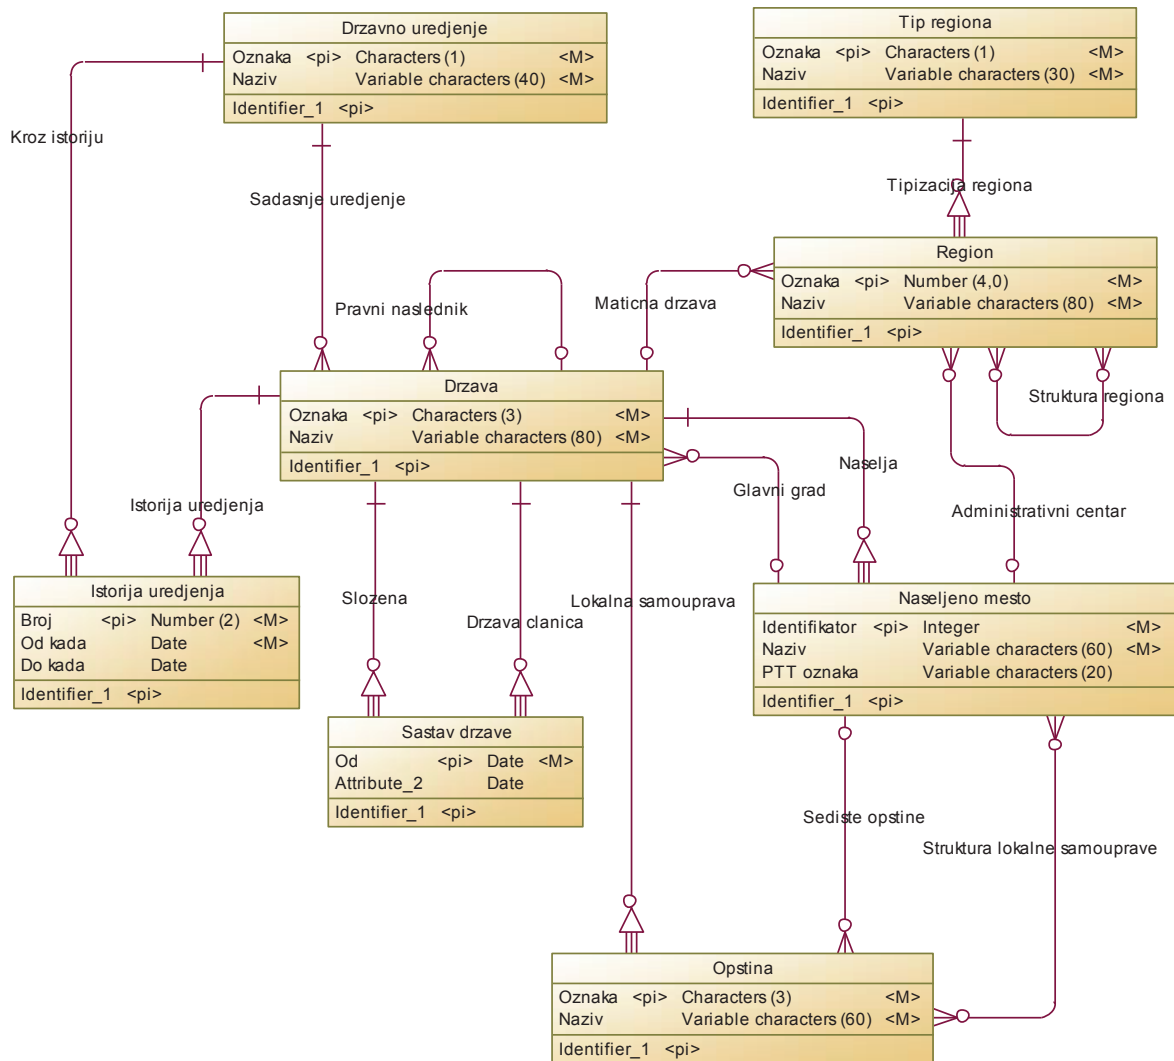 Drzavno uredjenje
Oznaka <pi> Characters (1) <M>
Naziv Variable characters (40) <M>
Identifier_1 <pi>
Tip regiona
Oznaka <pi> Characters (1) <M>
Naziv Variable characters (30) <M>
Identifier_1 <pi>
Kroz istoriju
Sadasnje uredjenje
Tipizacija regiona
Region
Oznaka <pi> Number (4,0) <M>
Naziv Variable characters (80) <M>
Identifier_1 <pi>
Pravni naslednik
Maticna drzava
Struktura regiona
Drzava
Oznaka <pi> Characters (3) <M>
Naziv Variable characters (80) <M>
Identifier_1 <pi>
Istorija uredjenja
Glavni grad
Naselja
Administrativni centar
Istorija uredjenja
Broj <pi> Number (2) <M>
Od kada Date <M>
Do kada Date
Identifier_1 <pi>
Slozena
Drzava clanica
Lokalna samouprava
Naseljeno mesto
Identifikator <pi> Integer <M>
Naziv Variable characters (60) <M>
PTT oznaka Variable characters (20)
Identifier_1 <pi>
Sastav drzave
Od <pi> Date <M>
Attribute_2 Date
Identifier_1 <pi>
Sediste opstine
Struktura lokalne samouprave
Opstina
Oznaka <pi> Characters (3) <M>
Naziv Variable characters (60) <M>
Identifier_1 <pi>